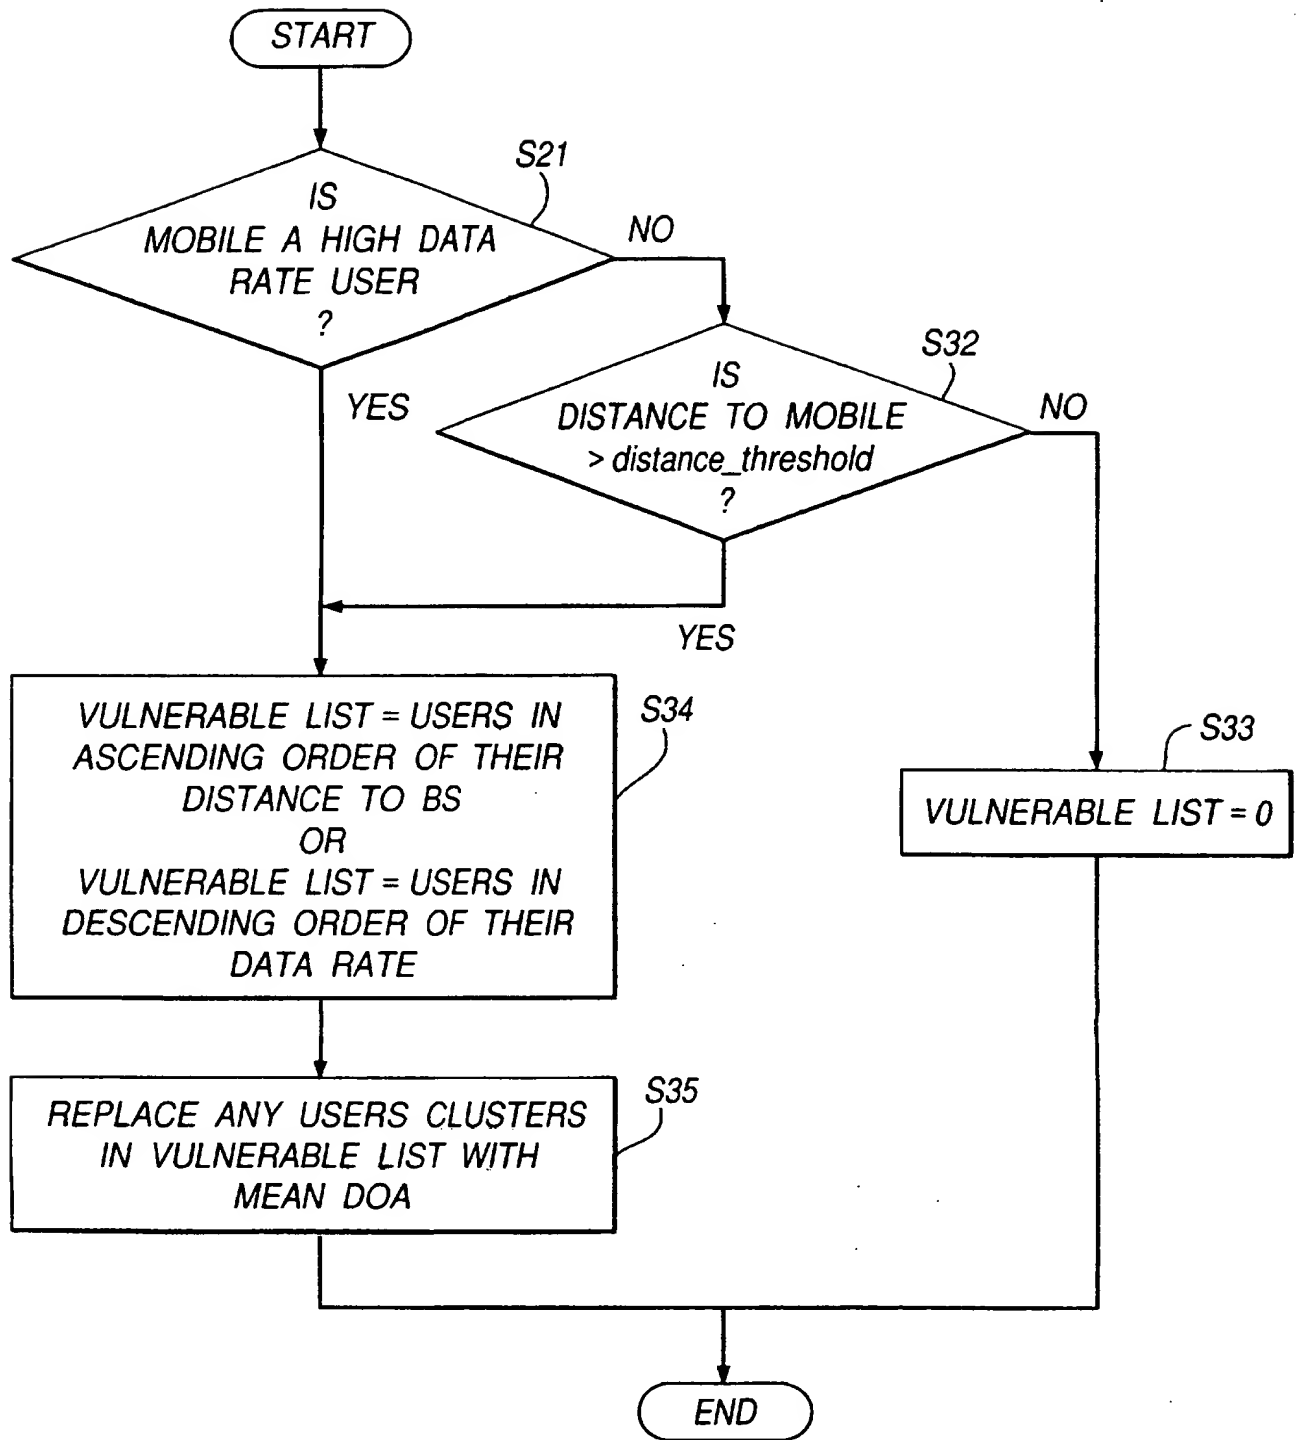 START
S21
IS
MOBILE A HIGH DATA
RATE USER
?
NO
YES
S32
IS
DISTANCE TO MOBILE
> distance_threshold
?
NO
YES
S34
VULNERABLE LIST = USERS IN
ASCENDING ORDER OF THEIR
DISTANCE TO BS
OR
VULNERABLE LIST = USERS IN
DESCENDING ORDER OF THEIR
DATA RATE
S33
VULNERABLE LIST = 0
S35
REPLACE ANY USERS CLUSTERS
IN VULNERABLE LIST WITH
MEAN DOA
END